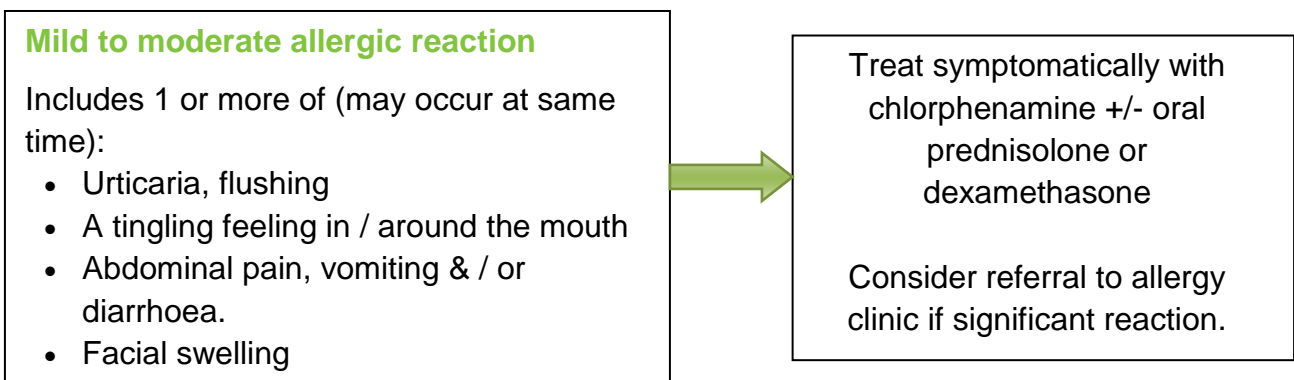 Mild to moderate allergic reaction
Includes 1 or more of (may occur at same
time):
• Urticaria, flushing
• A tingling feeling in / around the mouth
• Abdominal pain, vomiting & / or
diarrhoea.
• Facial swelling
Treat symptomatically with
chlorphenamine +/- oral
prednisolone or
dexamethasone
Consider referral to allergy
clinic if significant reaction.